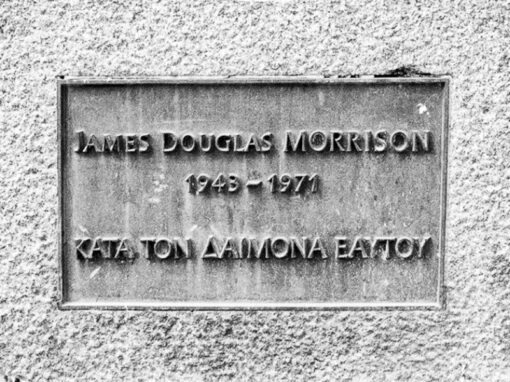 JAMES DOUGLAS MORRISON
1943 – 1971
ΚΑΤΑ ΤΟΝ ΔΑΙΜΟΝΑ ΕΑΥΤΟΥ